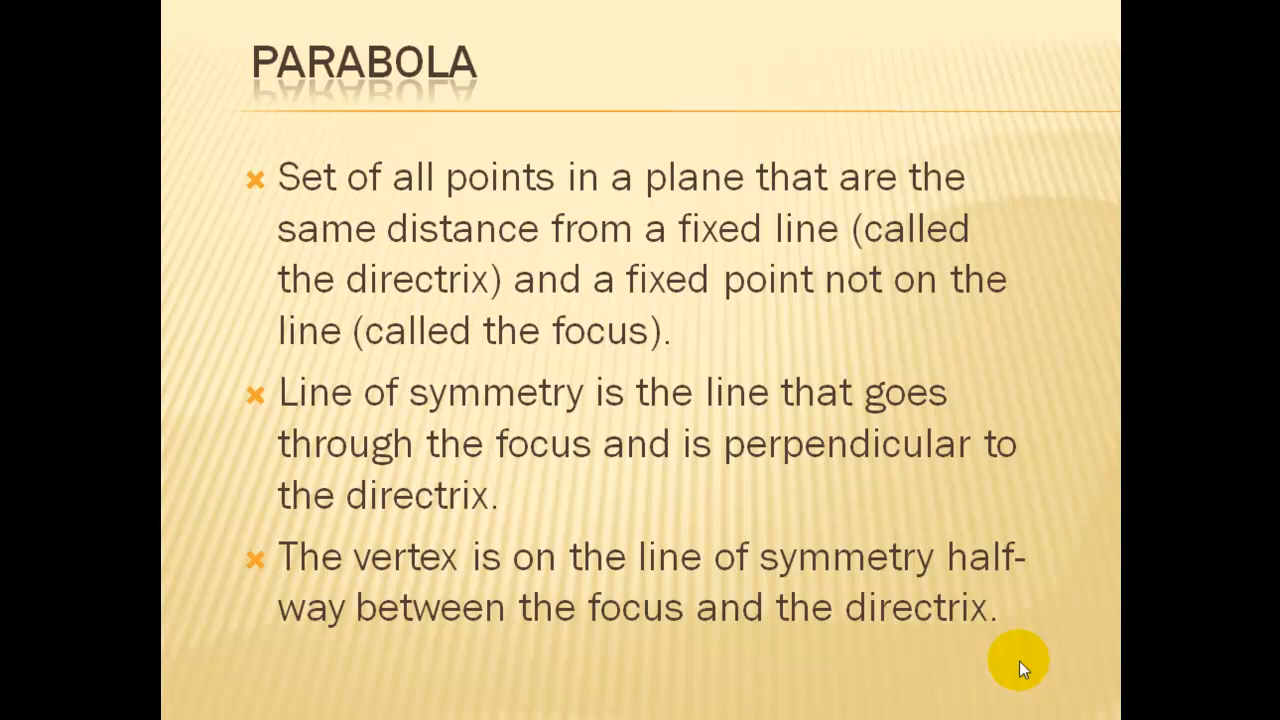 PARABOLA
Set of all points in a plane that are the
same distance from a fixed line (called
the directrix) and a fixed point not on the
line (called the focus).
Line of symmetry is the line that goes
through the focus and is perpendicular to
the directrix.
The vertex is on the line of symmetry half-
way between the focus and the directrix.